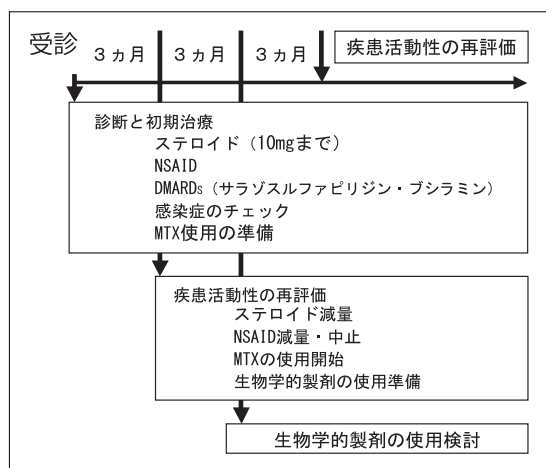 受診
3ヵ月 3ヵ月 3ヵ月
疾患活動性の再評価
診断と初期治療
ステロイド（10mgまで）
NSAID
DMARDs（サラゾスルファピリジン・ブシラミン）
感染症のチェック
MTX使用の準備
疾患活動性の再評価
ステロイド減量
NSAID減量・中止
MTXの使用開始
生物学的製剤の使用準備
生物学的製剤の使用検討